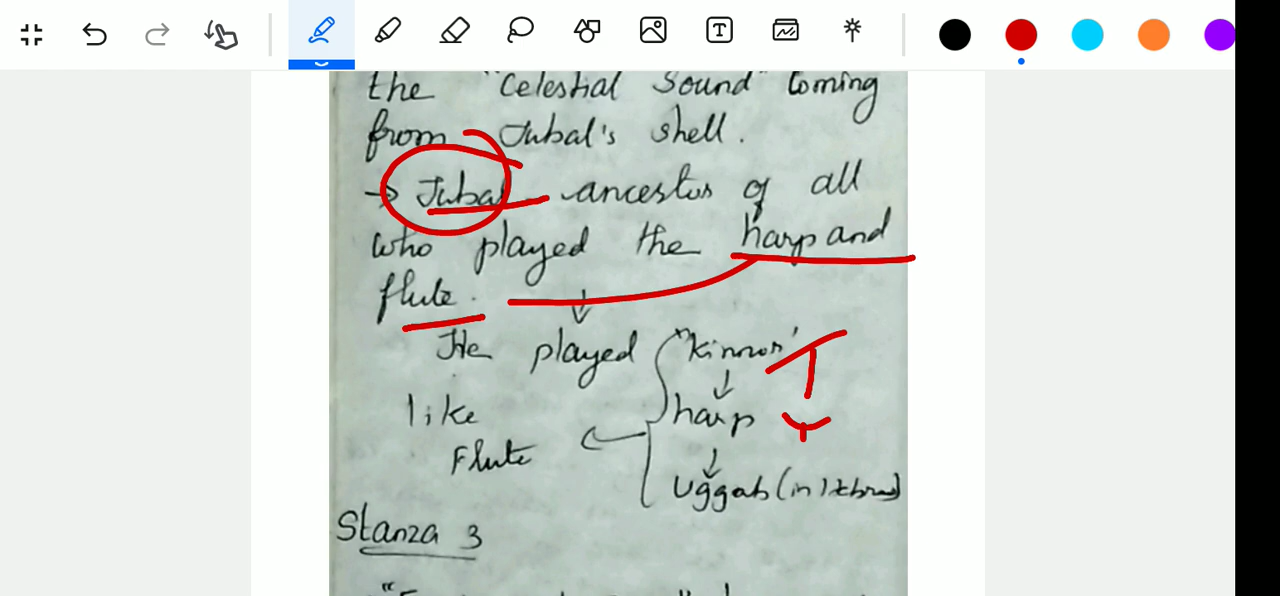 the "Celestial Sound" Coming
from Jubal's shell.
→ Jubal - ancestor of all
who played the harp and
flute.
He played "Kinnor'
like harp
Flute
Uggab (in Hebrew)
Stanza 3